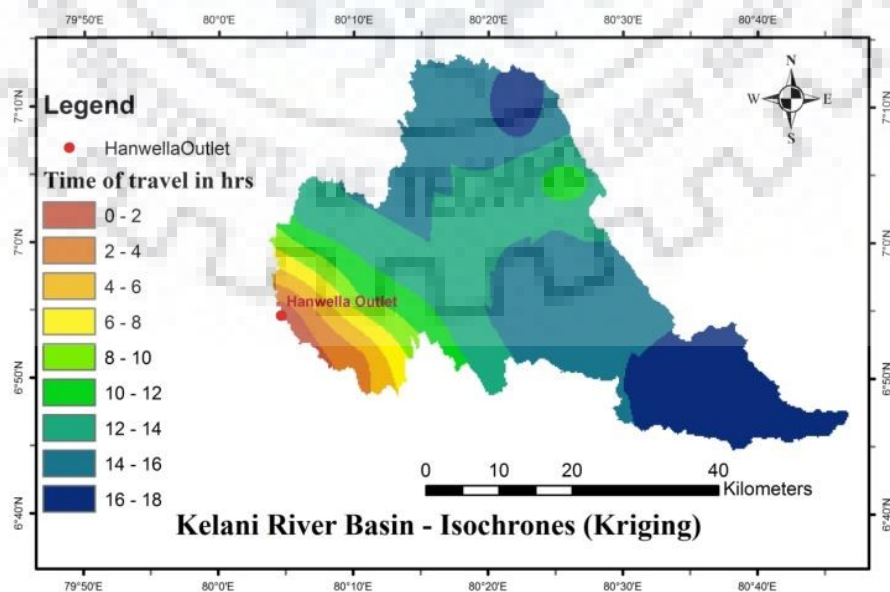 79°50'E 80°0'E 80°10'E 80°20'E 80°30'E 80°40'E
N
W E
S
7°10'N 7°10'N
Legend
HanwellaOutlet
Time of travel in hrs
0 - 2
2 - 4
4 - 6
6 - 8
8 - 10
10 - 12
12 - 14
14 - 16
16 - 18
7°0'N 7°0'N
Hanwella Outlet
6°50'N 6°50'N
0 10 20 40
Kilometers
6°40'N 6°40'N
Kelani River Basin - Isochrones (Kriging)
79°50'E 80°0'E 80°10'E 80°20'E 80°30'E 80°40'E